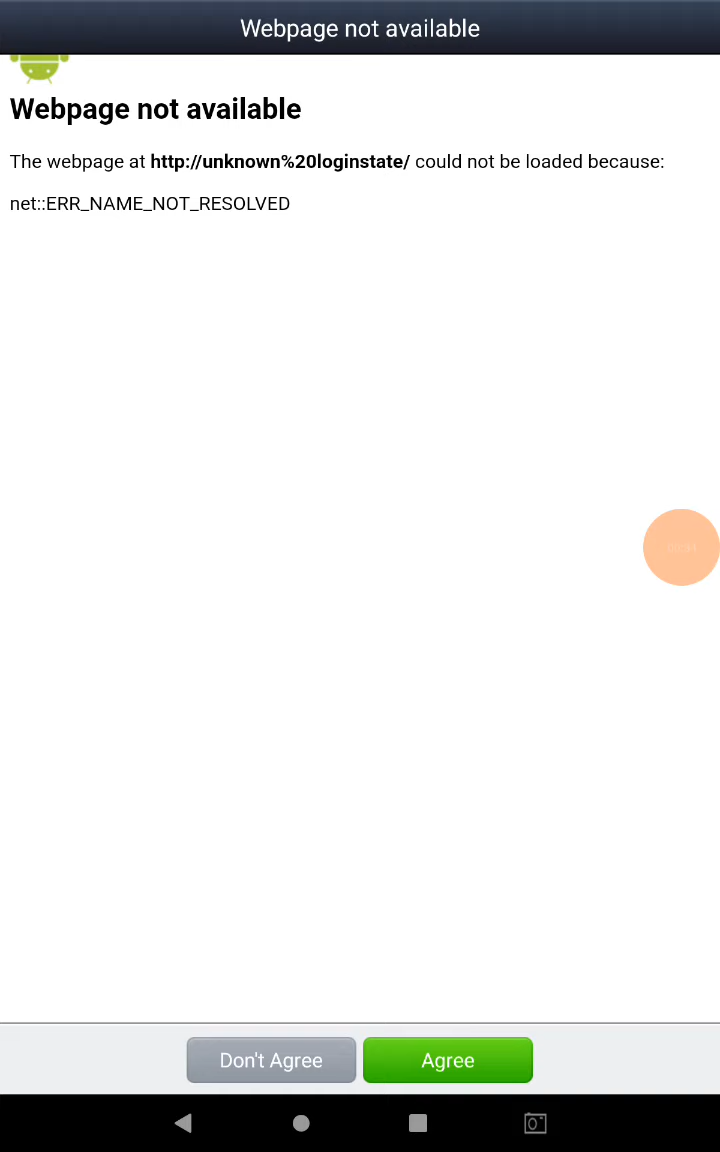 Webpage not available
Webpage not available
The webpage at http://unknown%20loginstate/ could not be loaded because:
net::ERR_NAME_NOT_RESOLVED
Don't Agree
Agree